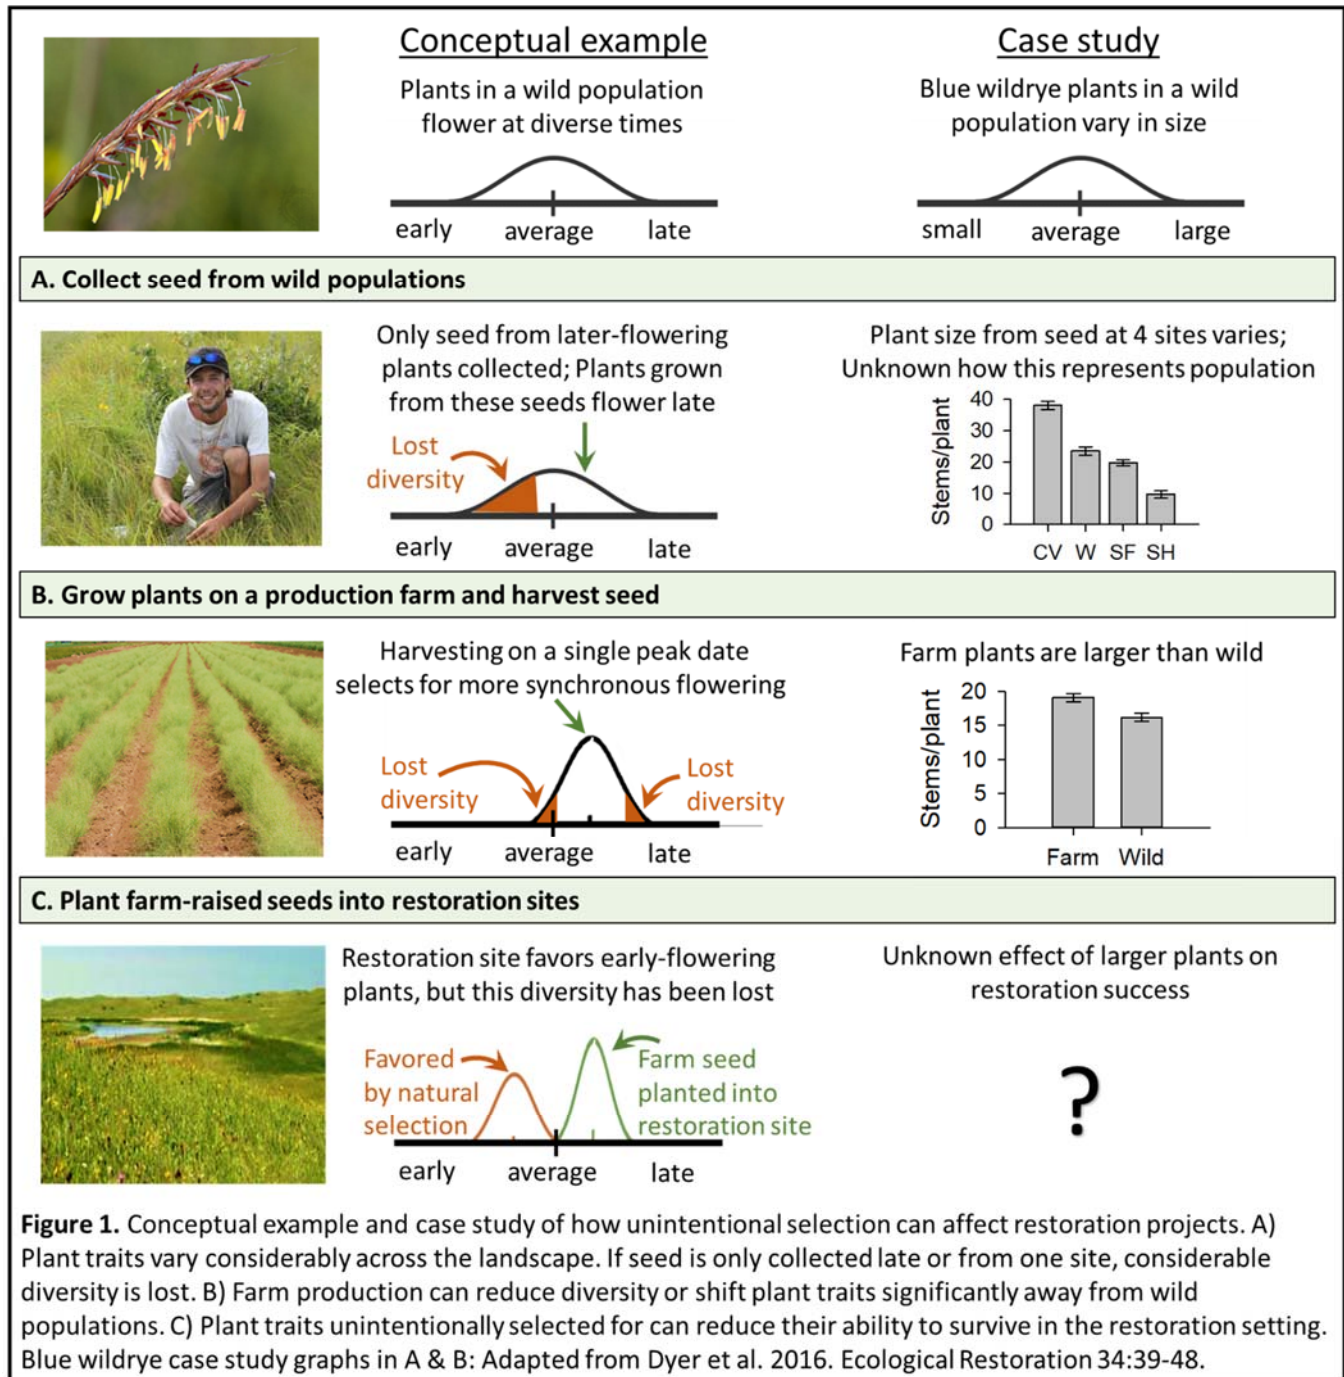 Conceptual example
Case study
Plants in a wild population
flower at diverse times
Blue wildrye plants in a wild
population vary in size
early average late
small average large
A. Collect seed from wild populations
Only seed from later-flowering
plants collected; Plants grown
from these seeds flower late
Lost
diversity
early average late
Plant size from seed at 4 sites varies;
Unknown how this represents population
Stems/plant
40
30
20
10
0
CV W SF SH
B. Grow plants on a production farm and harvest seed
Harvesting on a single peak date
selects for more synchronous flowering
Lost
diversity
Lost
diversity
early average late
Farm plants are larger than wild
Stems/plant
20
15
10
5
0
Farm Wild
C. Plant farm-raised seeds into restoration sites
Restoration site favors early-flowering
plants, but this diversity has been lost
Favored
by natural
selection
Farm seed
planted into
restoration site
early average late
Unknown effect of larger plants on
restoration success
?
Figure 1. Conceptual example and case study of how unintentional selection can affect restoration projects. A)
Plant traits vary considerably across the landscape. If seed is only collected late or from one site, considerable
diversity is lost. B) Farm production can reduce diversity or shift plant traits significantly away from wild
populations. C) Plant traits unintentionally selected for can reduce their ability to survive in the restoration setting.
Blue wildrye case study graphs in A & B: Adapted from Dyer et al. 2016. Ecological Restoration 34:39-48.